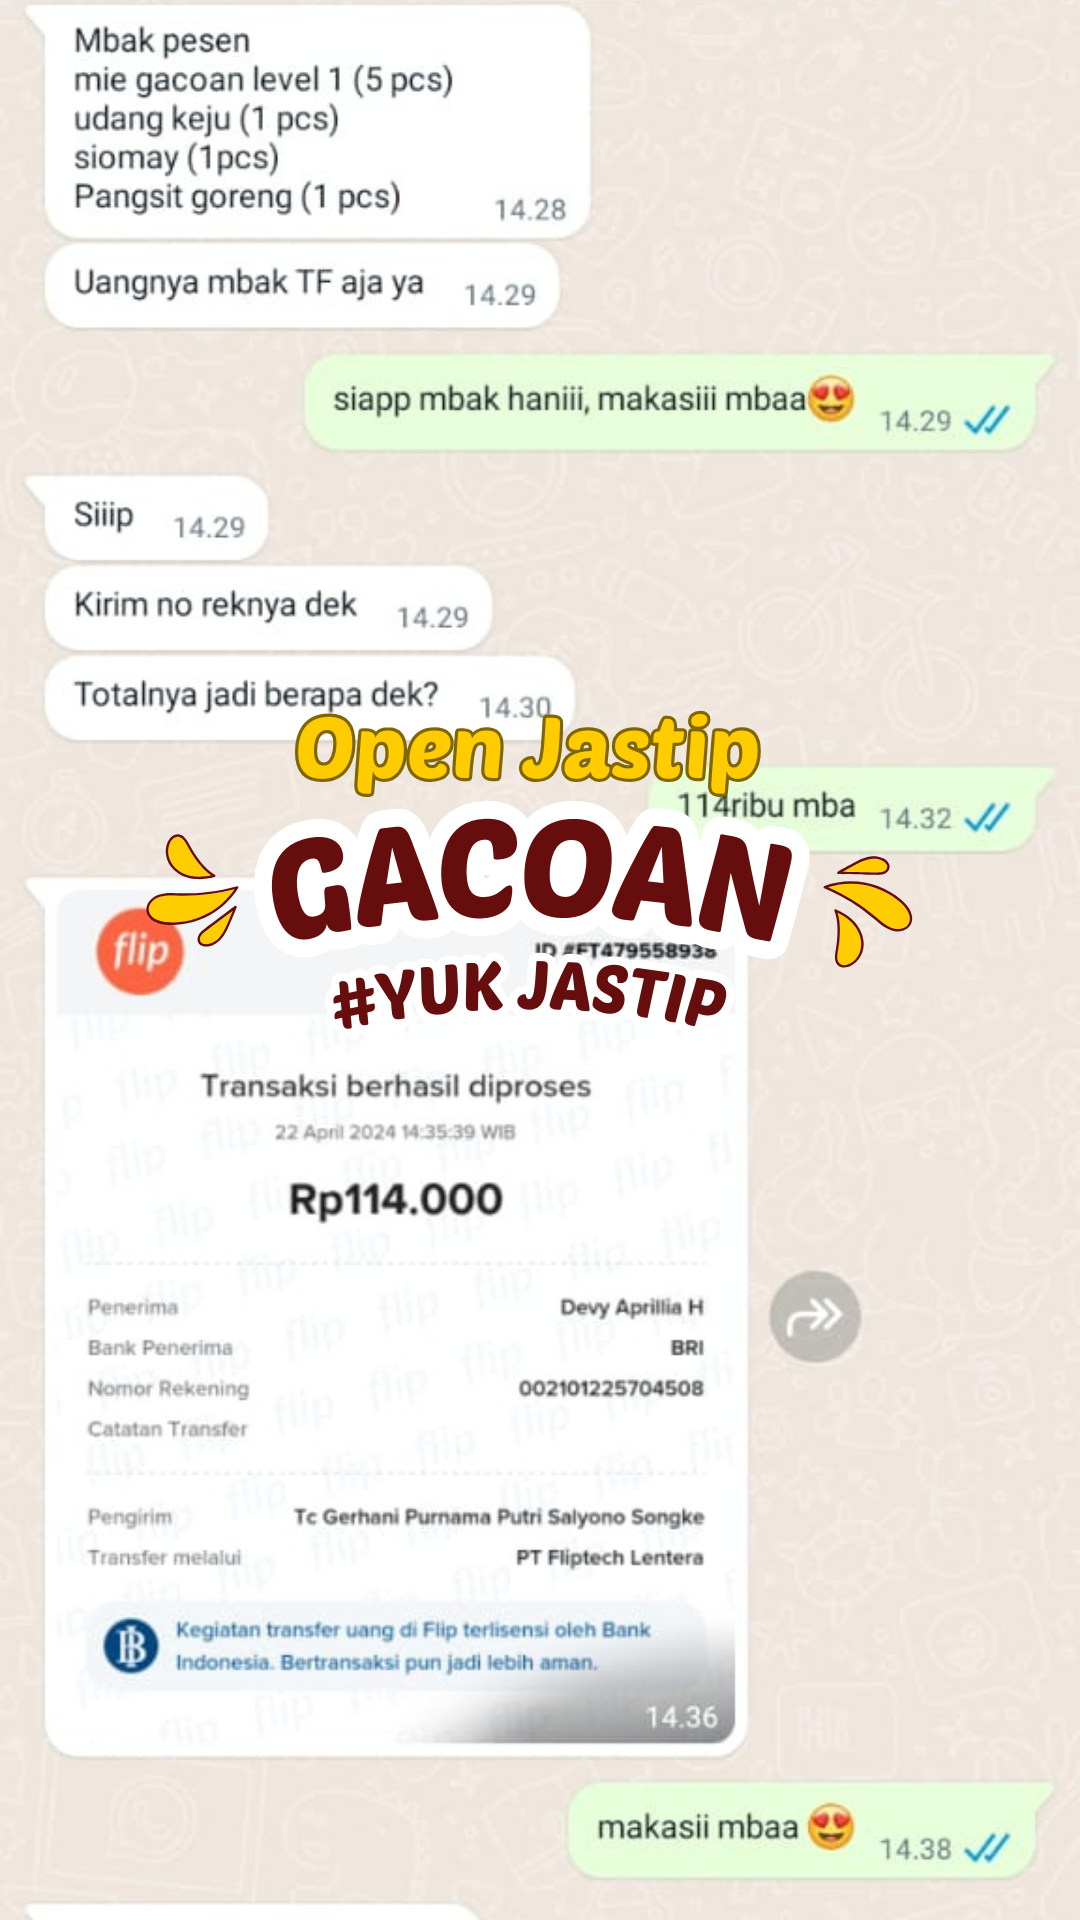 Mbak pesen
mie gacoan level 1 (5 pcs)
udang keju (1 pcs)
siomay (1pcs)
Pangsit goreng (1 pcs)
14.28
Uangnya mbak TF aja ya 14.29
siapp mbak haniii, makasiii mbaa😍 14.29
Siiip 14.29
Kirim no reknya dek 14.29
Totalnya jadi berapa dek? 14.30
Open Jastip
114ribu mba 14.32
GACOAN
flip
ID #FT479558938
#YUK JASTIP
Transaksi berhasil diproses
22 April 2024 14:35:39 WIB
Rp114.000
Penerima Devy Aprillia H
Bank Penerima BRI
Nomor Rekening 002101225704508
Catatan Transfer
Pengirim Tc Gerhani Purnama Putri Salyono Songke
Transfer melalui PT Fliptech Lentera
Kegiatan transfer uang di Flip terlisensi oleh Bank
Indonesia. Bertransaksi pun jadi lebih aman.
14.36
makasii mbaa 😍 14.38